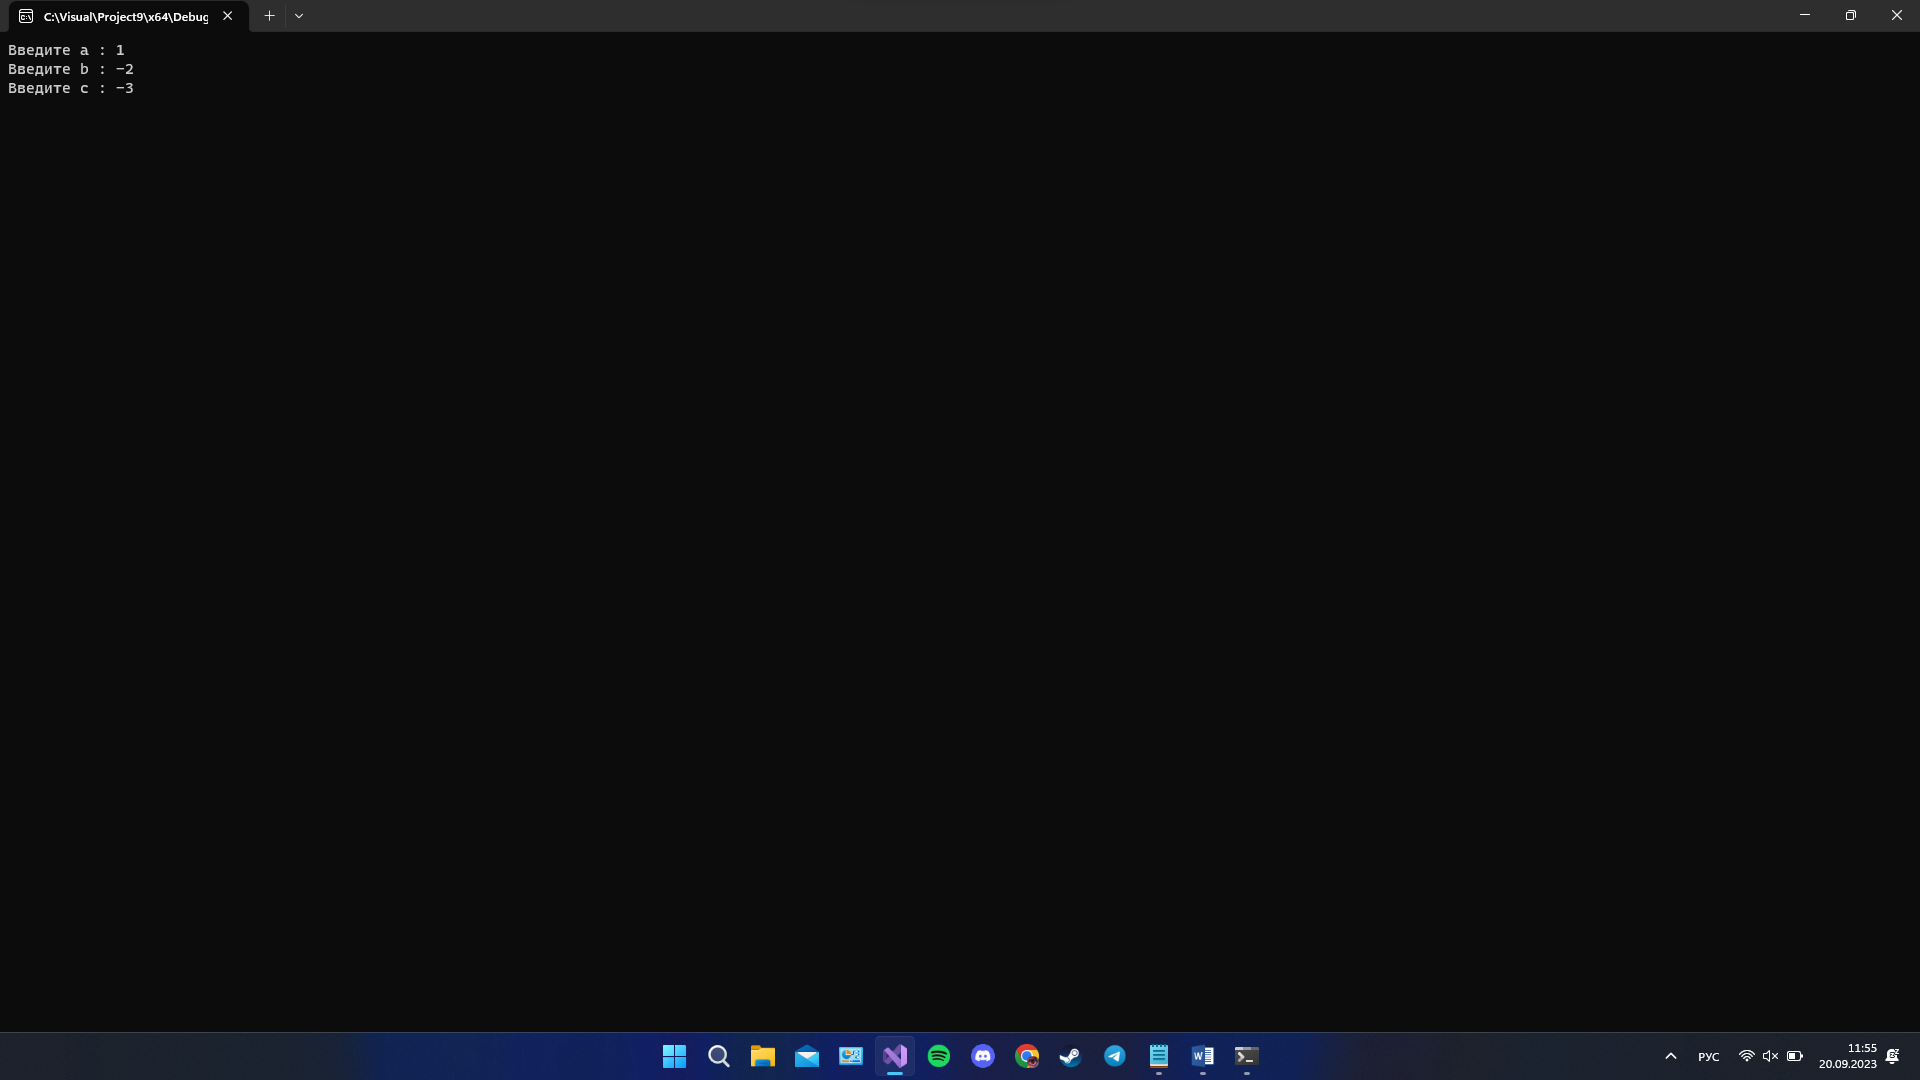 C:\Visual\Project9\x64\Debug
Введите a : 1
Введите b : -2
Введите c : -3
РУС
11:55
20.09.2023